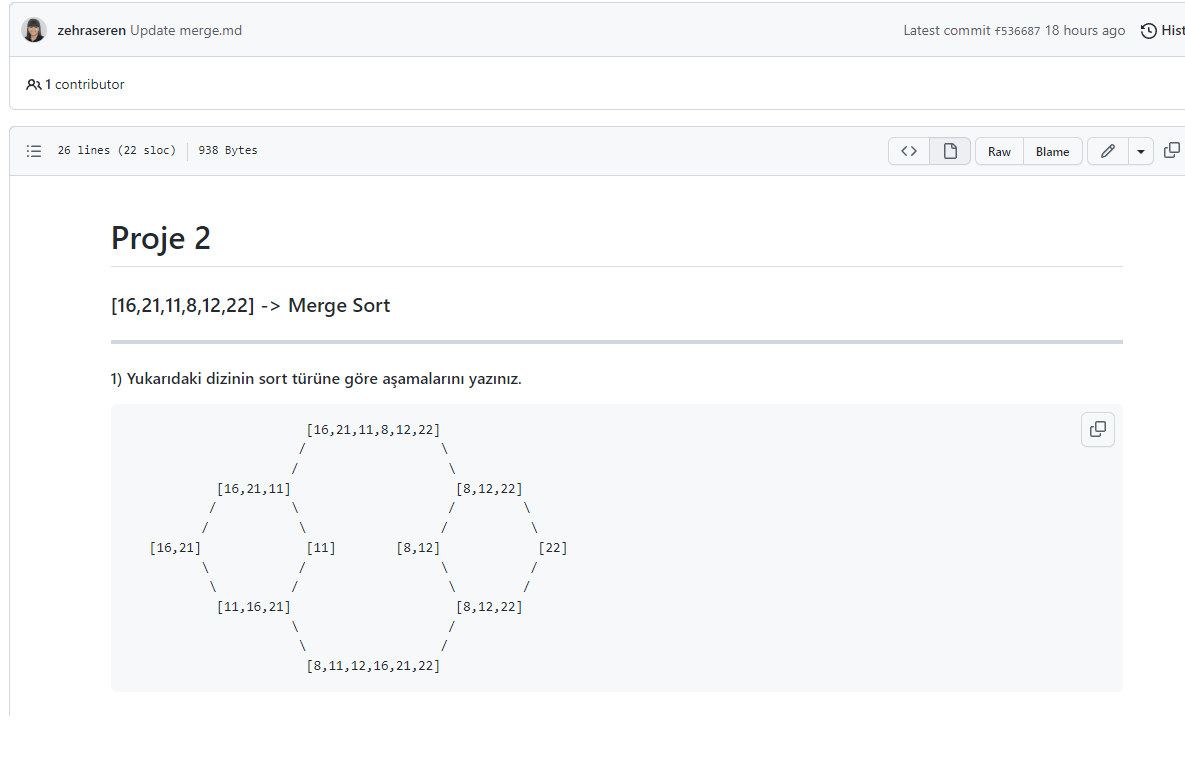 zehraseren Update merge.md Latest commit f536687 18 hours ago Hist
1 contributor
26 lines (22 sloc) 938 Bytes Raw Blame
Proje 2
[16,21,11,8,12,22] -> Merge Sort
1) Yukarıdaki dizinin sort türüne göre aşamalarını yazınız.
[16,21,11,8,12,22]
/ \
/ \
[16,21,11] [8,12,22]
/ \ / \
/ \ / \
[16,21] [11] [8,12] [22]
\ / \ /
\ / \ /
[11,16,21] [8,12,22]
\ /
\ /
[8,11,12,16,21,22]